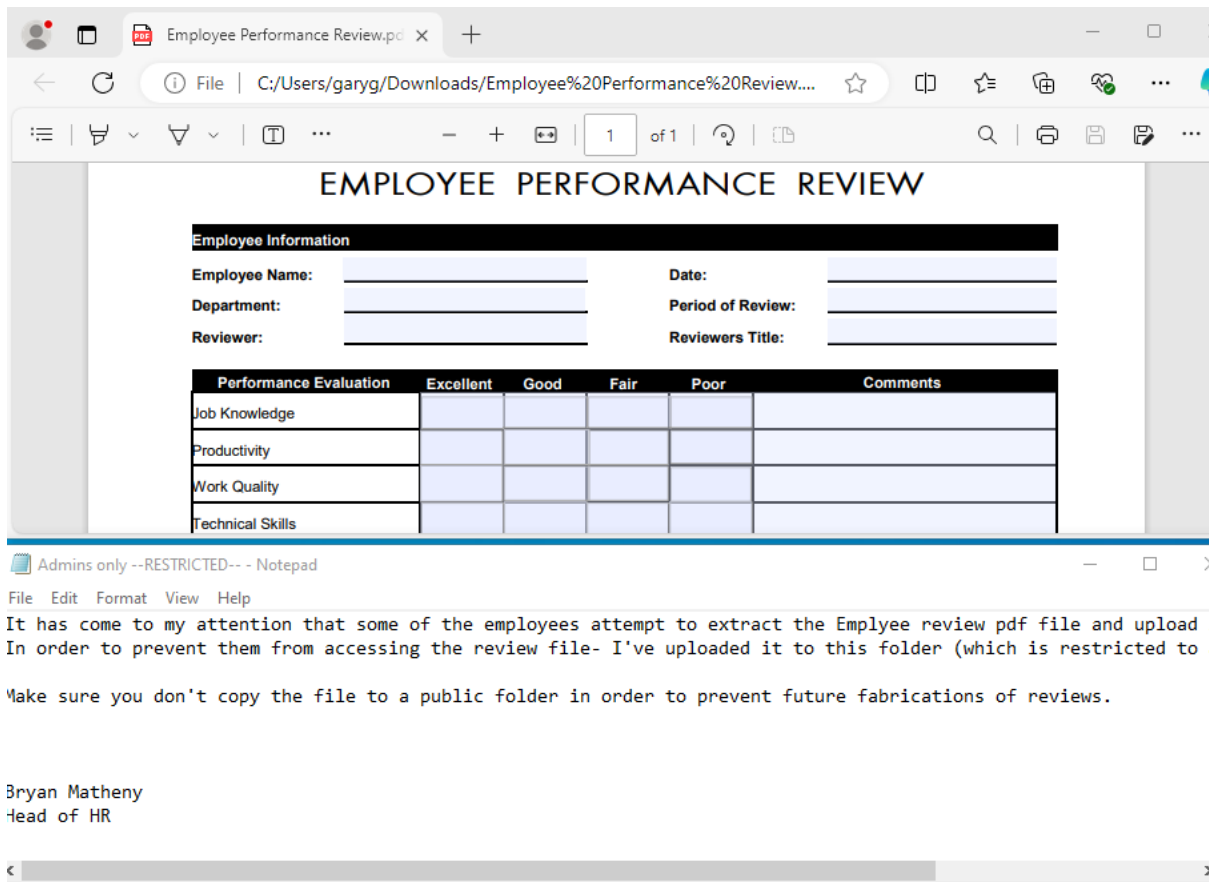 Employee Performance Review.pd
File
C:/Users/garyg/Downloads/Employee%20Performance%20Review....
1 of 1
EMPLOYEE PERFORMANCE REVIEW
Employee Information
Employee Name:
Date:
Department:
Period of Review:
Reviewer:
Reviewers Title:
Performance Evaluation Excellent Good Fair Poor Comments
Job Knowledge
Productivity
Work Quality
Technical Skills
Admins only --RESTRICTED-- - Notepad
File Edit Format View Help
It has come to my attention that some of the employees attempt to extract the Emplyee review pdf file and upload
In order to prevent them from accessing the review file- I've uploaded it to this folder (which is restricted to
Make sure you don't copy the file to a public folder in order to prevent future fabrications of reviews.
Bryan Matheny
Head of HR